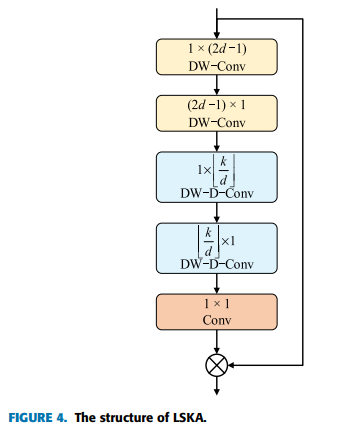 1 × (2d−1)
DW−Conv
(2d −1) × 1
DW−Conv
1×⌊k/d⌋
DW−D−Conv
⌊k/d⌋×1
DW−D−Conv
1 × 1
Conv
FIGURE 4. The structure of LSKA.